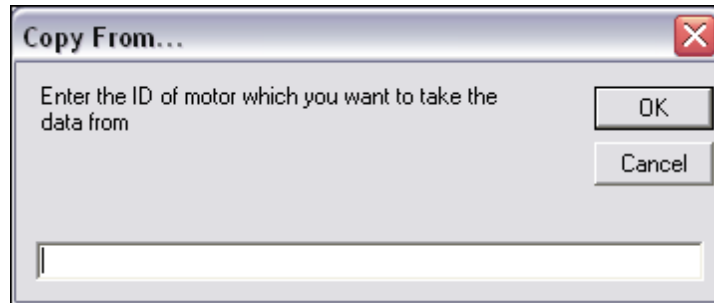 Copy From...
Enter the ID of motor which you want to take the
data from
OK
Cancel